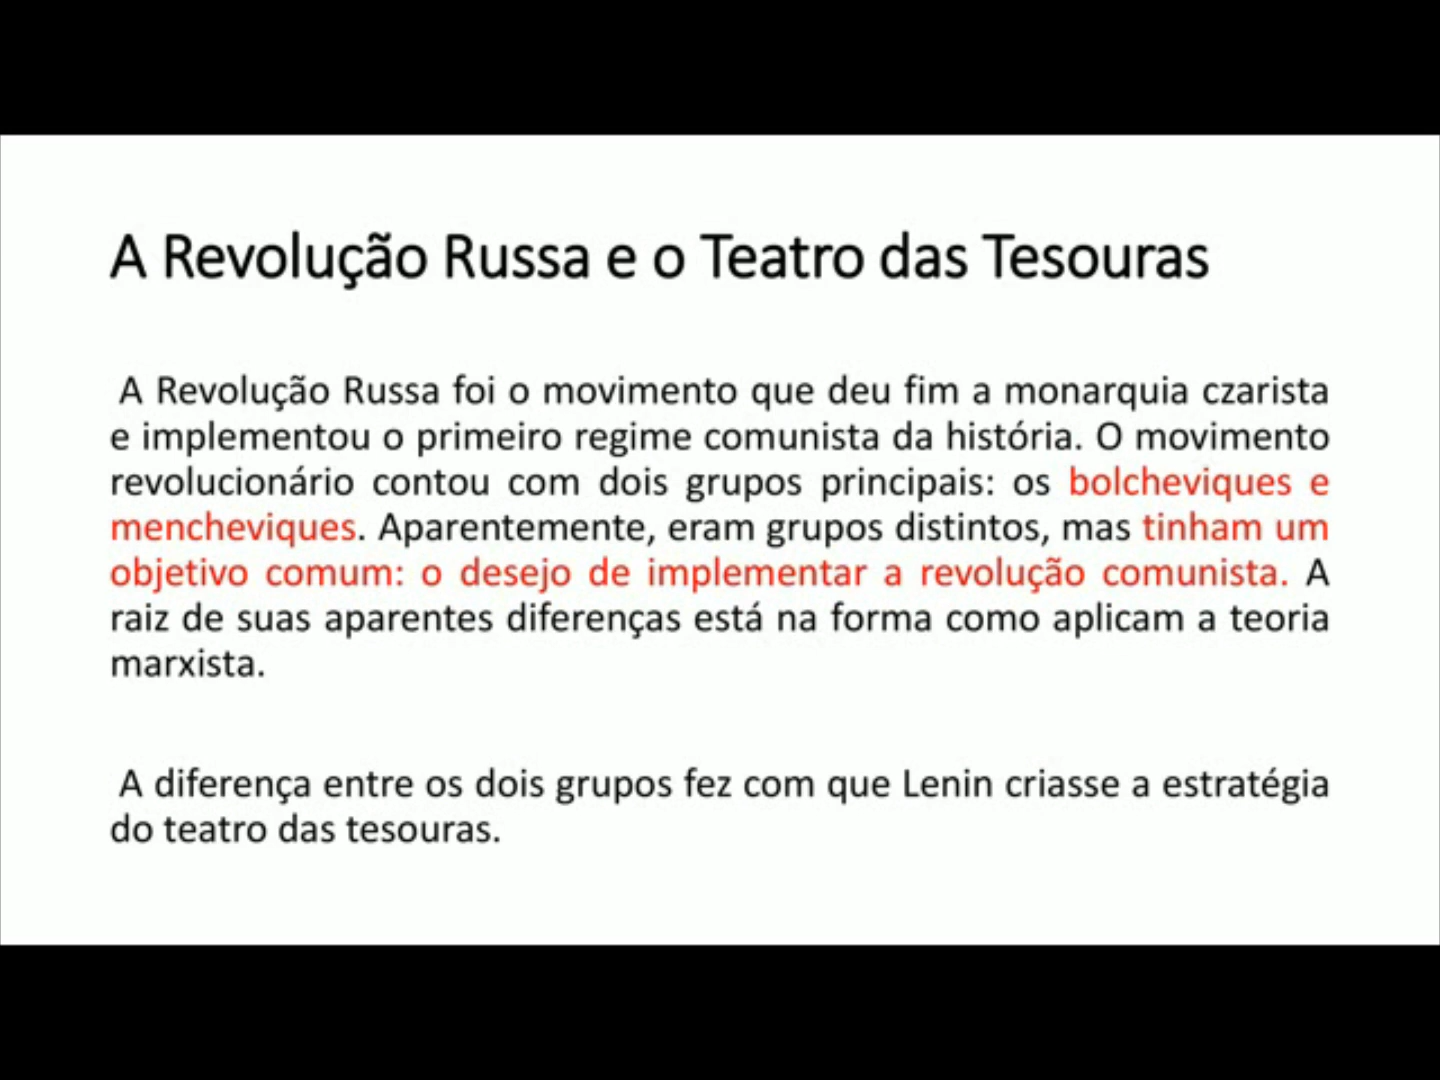 A Revolução Russa e o Teatro das Tesouras
A Revolução Russa foi o movimento que deu fim a monarquia czarista
e implementou o primeiro regime comunista da história. O movimento
revolucionário contou com dois grupos principais: os bolcheviques e
mencheviques. Aparentemente, eram grupos distintos, mas tinham um
objetivo comum: o desejo de implementar a revolução comunista. A
raiz de suas aparentes diferenças está na forma como aplicam a teoria
marxista.
A diferença entre os dois grupos fez com que Lenin criasse a estratégia
do teatro das tesouras.